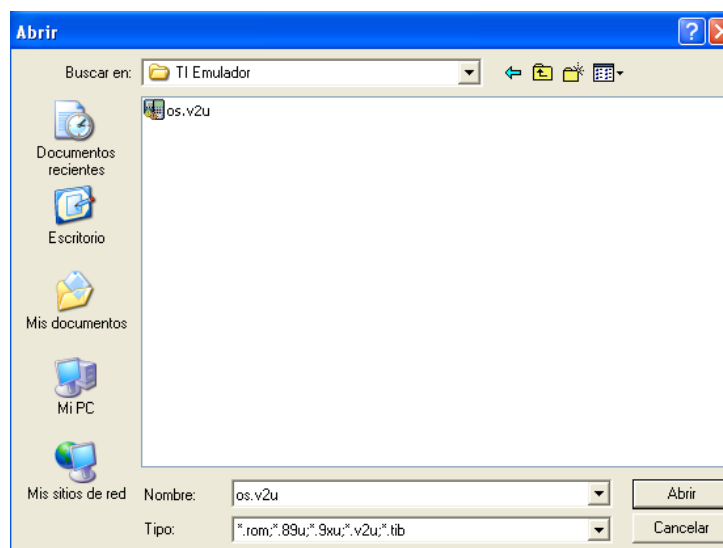 Abrir
Buscar en: TI Emulador
os.v2u
Documentos
recientes
Escritorio
Mis documentos
Mi PC
Mis sitios de red
Nombre: os.v2u Abrir
Tipo: *.rom;*.89u;*.9xu;*.v2u;*.tib Cancelar